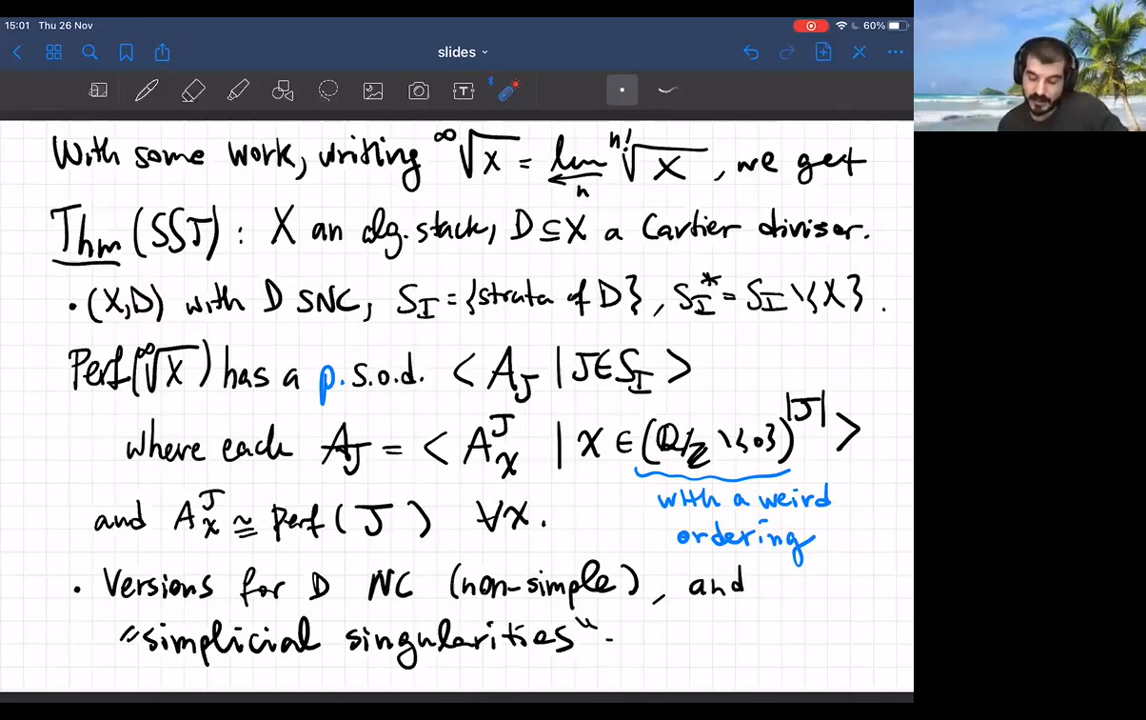 15:01 Thu 26 Nov
60%
slides
With some work, writing ∞√X = lim←n n!√X, we get
Thm (SST): X an alg. stack, D⊆X a Cartier divisor.
• (X,D) with D SNC, S_I = {strata of D}, S_I^* = S_I \ {X}.
Perf(∞√X) has a p.s.o.d. < A_J | J∈S_I >
where each A_J = < A^J_χ | χ ∈ (Q/Z \ {0})^|J| >
with a weird
and A^J_χ ≅ perf(J) ∀χ.
ordering
• Versions for D NC (non-simple), and
"simplicial singularities".